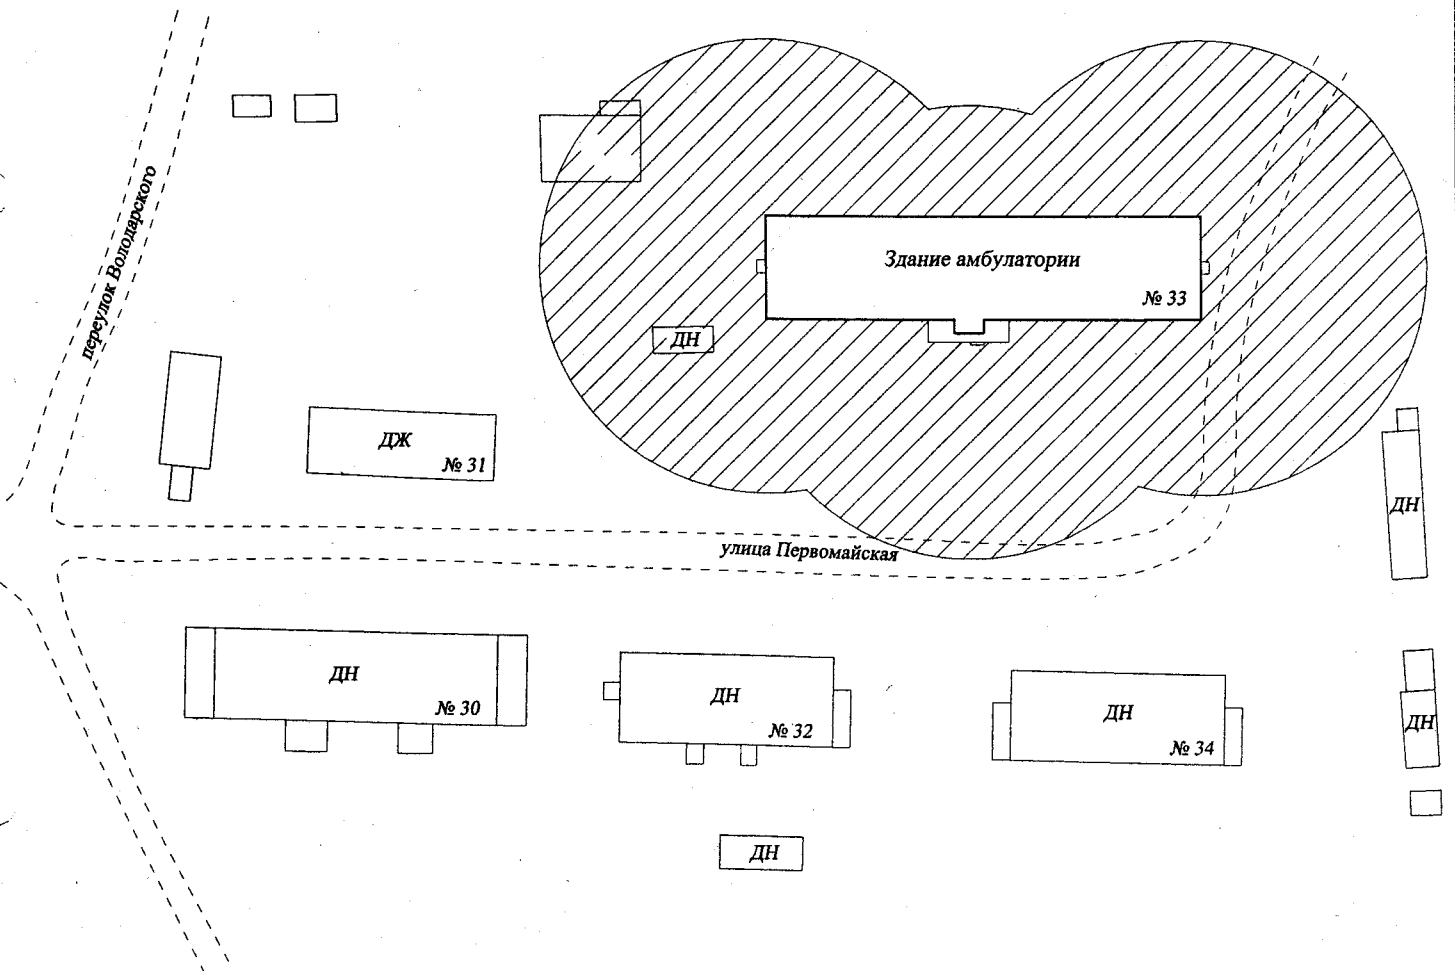 переулок Володарского
Здание амбулатории
№ 33
ДН
ДЖ
№ 31
ДН
улица Первомайская
ДН
№ 30
ДН
№ 32
ДН
№ 34
ДН
ДН